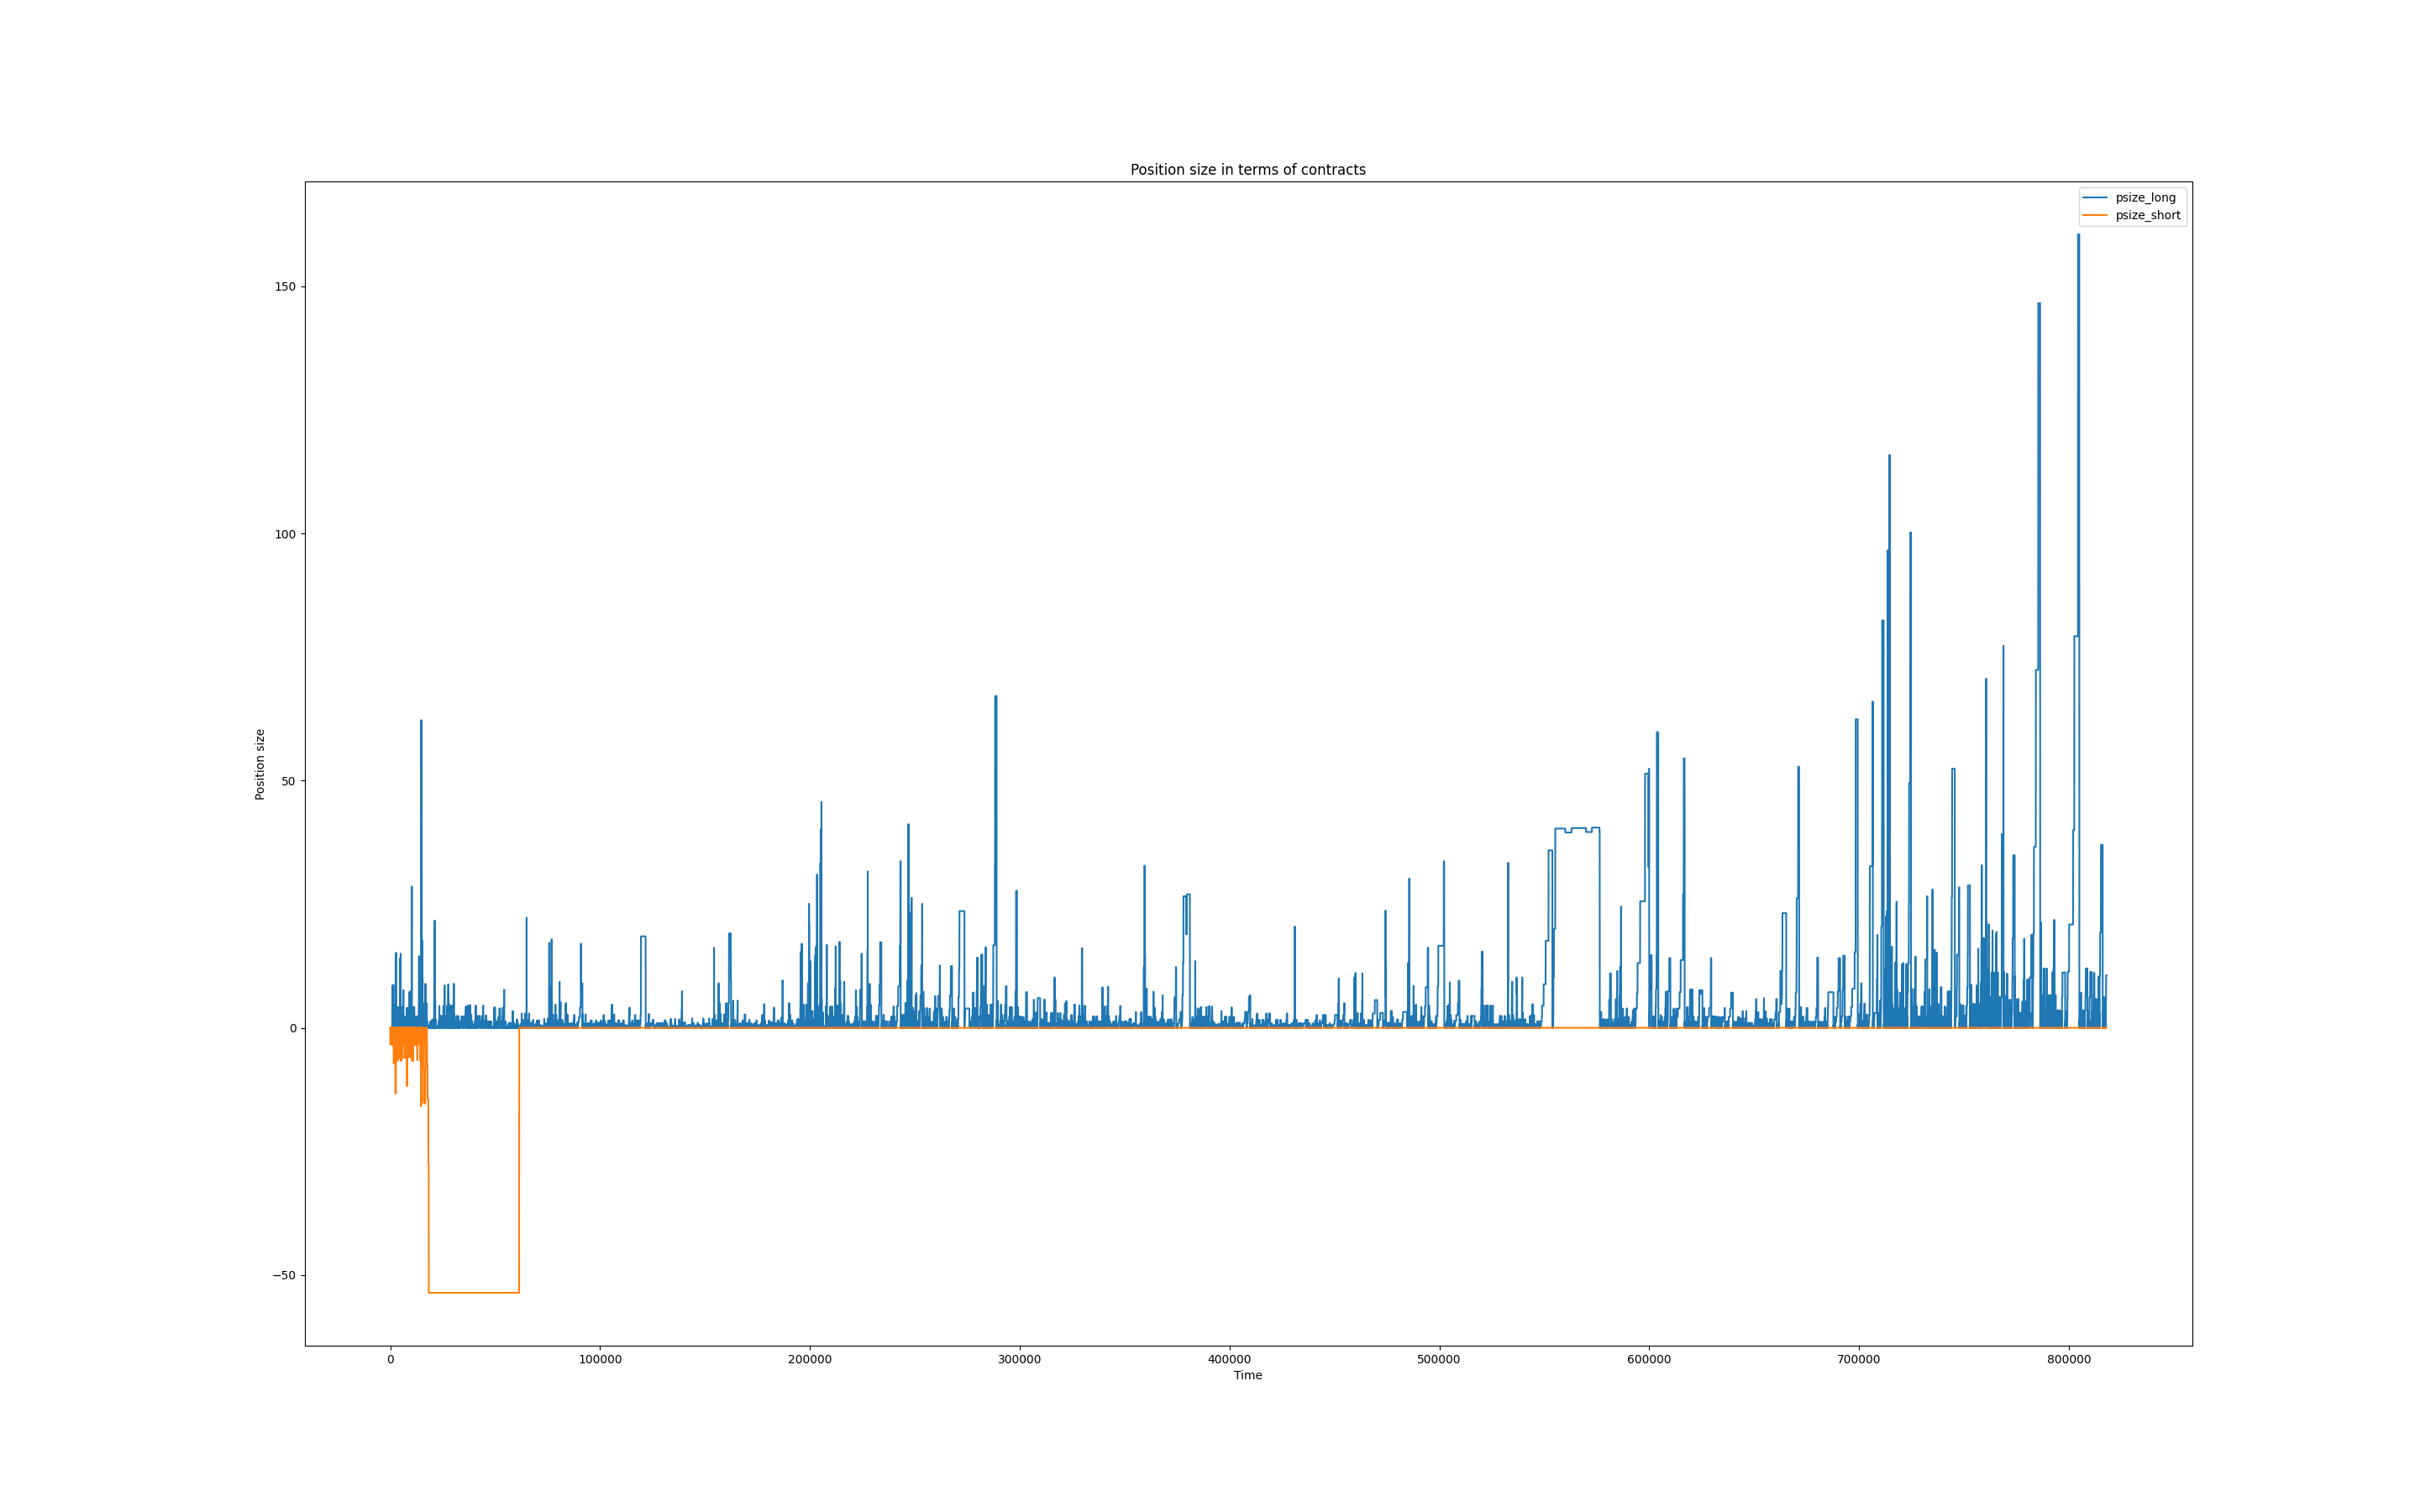 Position size in terms of contracts
psize_long
psize_short
150
100
50
0
−50
Position size
0 100000 200000 300000 400000 500000 600000 700000 800000
Time